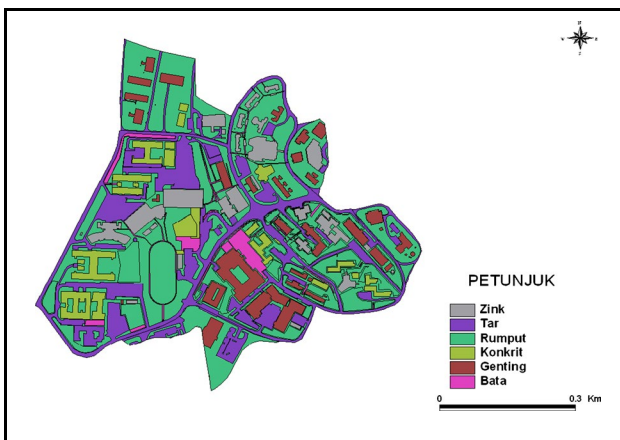 PETUNJUK
Zink
Tar
Rumput
Konkrit
Genting
Bata
0 0.3 Km